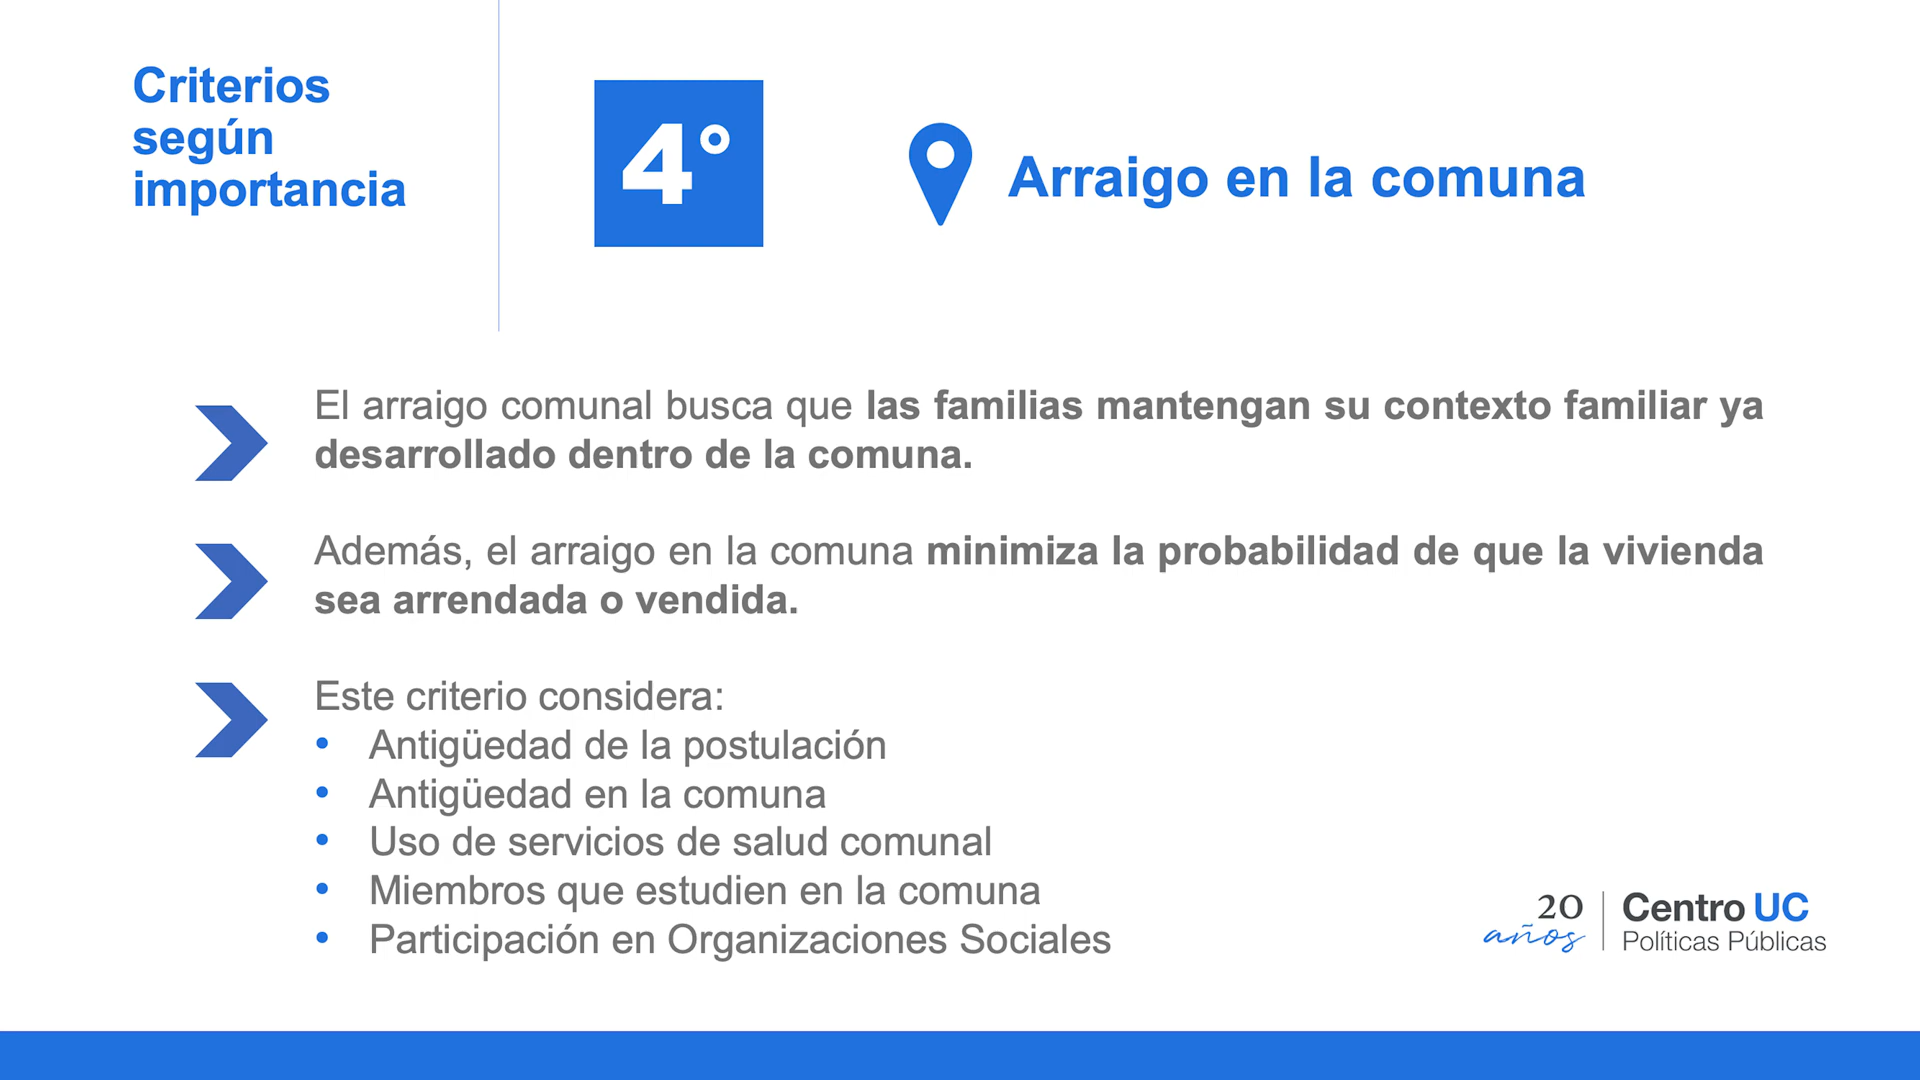 Criterios
según
importancia
4°
Arraigo en la comuna
El arraigo comunal busca que las familias mantengan su contexto familiar ya
desarrollado dentro de la comuna.
Además, el arraigo en la comuna minimiza la probabilidad de que la vivienda
sea arrendada o vendida.
Este criterio considera:
• Antigüedad de la postulación
• Antigüedad en la comuna
• Uso de servicios de salud comunal
• Miembros que estudien en la comuna
• Participación en Organizaciones Sociales
20
años
Centro UC
Políticas Públicas